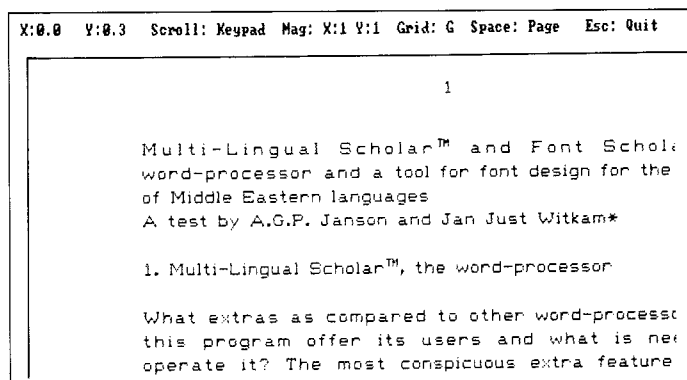 X:0.0 Y:0.3 Scroll: Keypad Mag: X:1 Y:1 Grid: G Space: Page Esc: Quit
1
Multi-Lingual Scholar™ and Font Schola
word-processor and a tool for font design for the
of Middle Eastern languages
A test by A.G.P. Janson and Jan Just Witkam*
1. Multi-Lingual Scholar™, the word-processor
What extras as compared to other word-processo
this program offer its users and what is nee
operate it? The most conspicuous extra feature